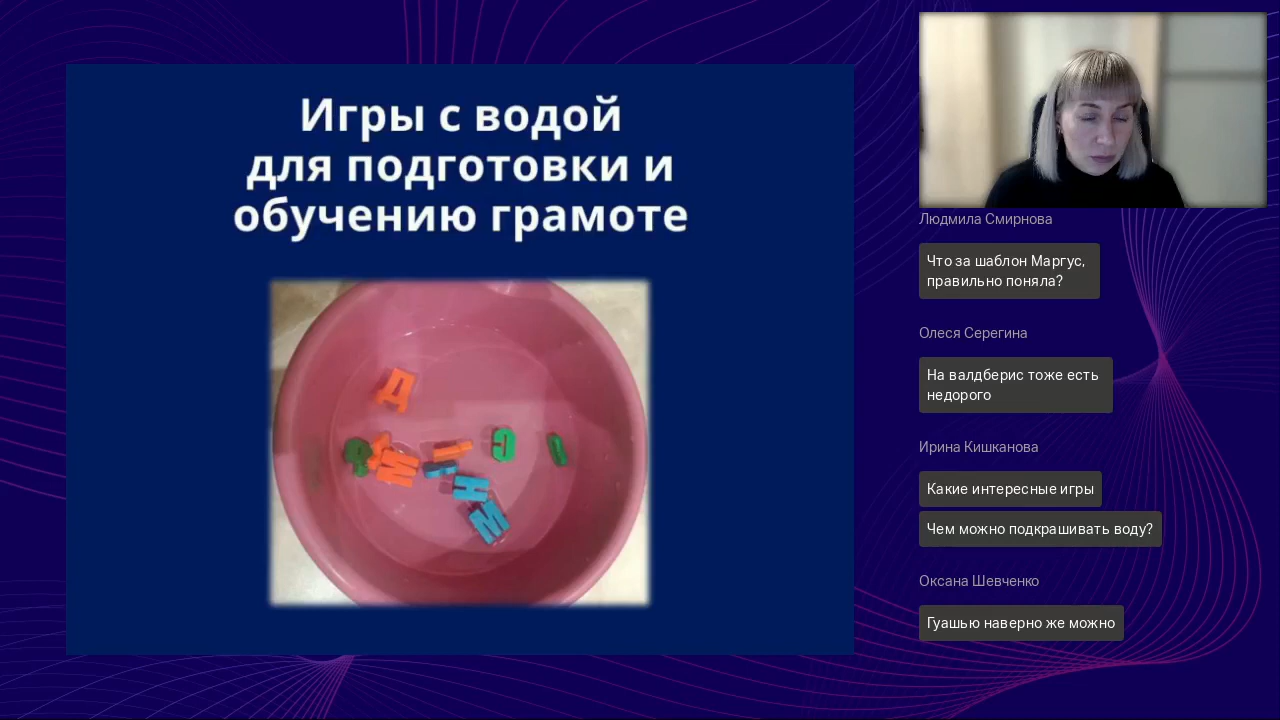 Игры с водой
для подготовки и
обучению грамоте
Д
М
С
Н
М
Людмила Смирнова
Что за шаблон Маргус,
правильно поняла?
Олеся Серегина
На валдберис тоже есть
недорого
Ирина Кишканова
Какие интересные игры
Чем можно подкрашивать воду?
Оксана Шевченко
Гуашью наверно же можно